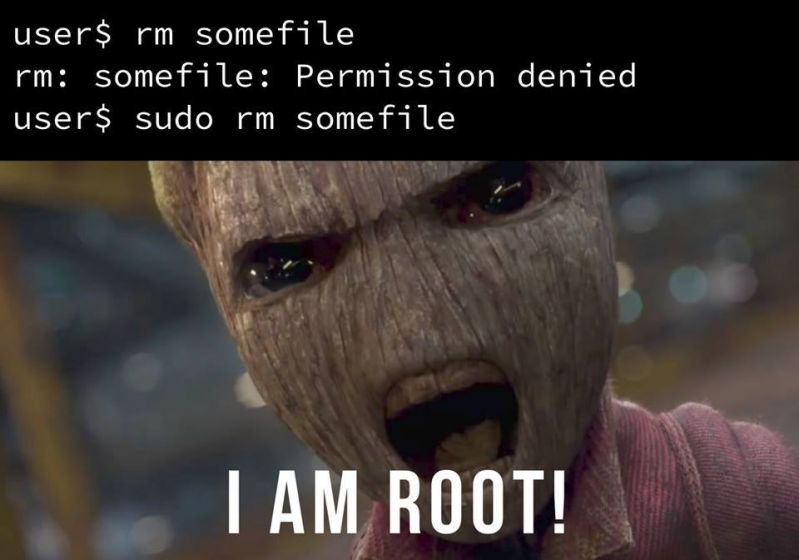 user$ rm somefile
rm: somefile: Permission denied
user$ sudo rm somefile
I AM ROOT!